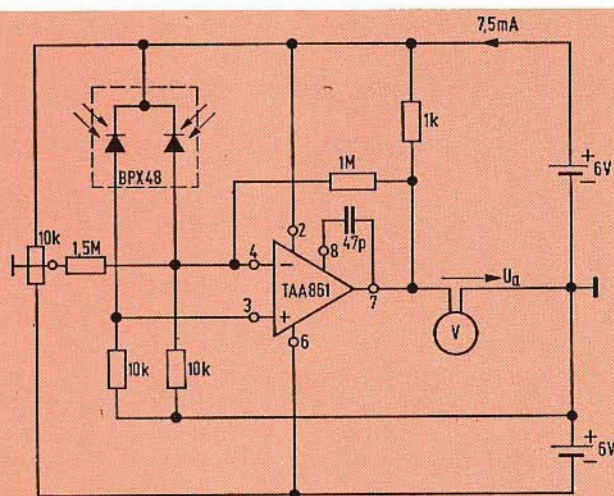 7,5mA
1k
+
6V
BPX48
1M
10k
1,5M
2
8
47p
4
−
TAA861
7
Ua
V
3
+
6
10k
10k
+
6V